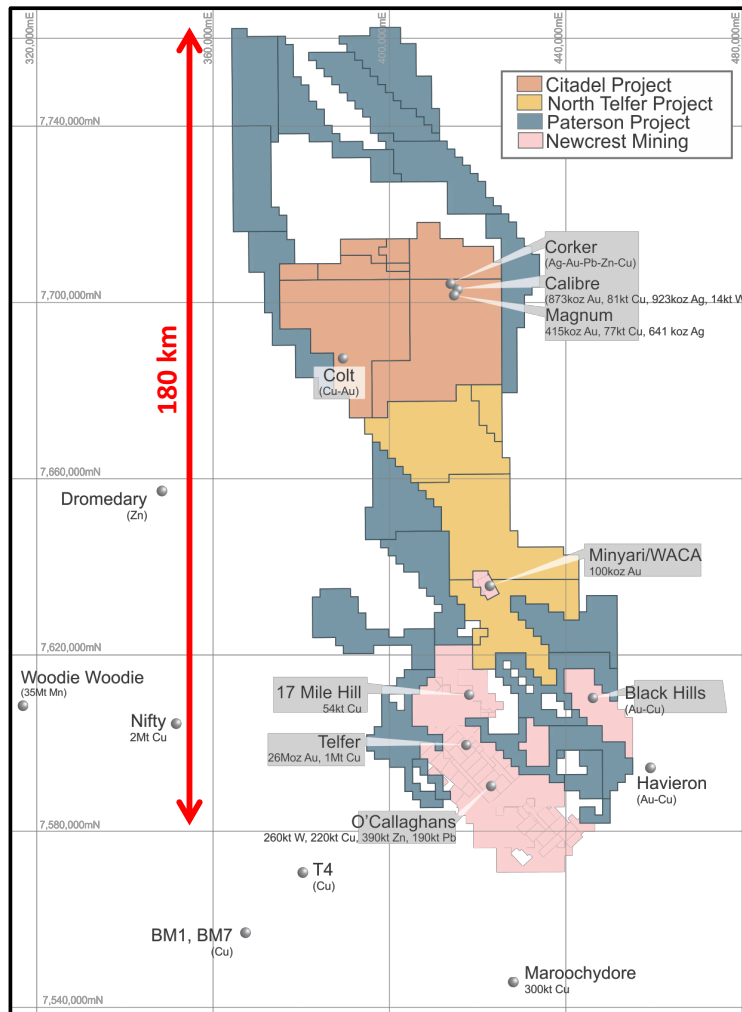 320,000mE
360,000mE
400,000mE
440,000mE
480,000mE
Citadel Project
North Telfer Project
Paterson Project
Newcrest Mining
7,740,000mN
Corker
(Ag-Au-Pb-Zn-Cu)
Calibre
(873koz Au, 81kt Cu, 923koz Ag, 14kt W
Magnum
415koz Au, 77kt Cu, 641 koz Ag
7,700,000mN
180 km
Colt
(Cu-Au)
7,660,000mN
Dromedary
(Zn)
Minyari/WACA
100koz Au
7,620,000mN
Woodie Woodie
(35Mt Mn)
17 Mile Hill
54kt Cu
Black Hills
(Au-Cu)
Nifty
2Mt Cu
Telfer
26Moz Au, 1Mt Cu
Havieron
(Au-Cu)
O'Callaghans
260kt W, 220kt Cu, 390kt Zn, 190kt Pb
7,580,000mN
T4
(Cu)
BM1, BM7
(Cu)
Maroochydore
300kt Cu
7,540,000mN